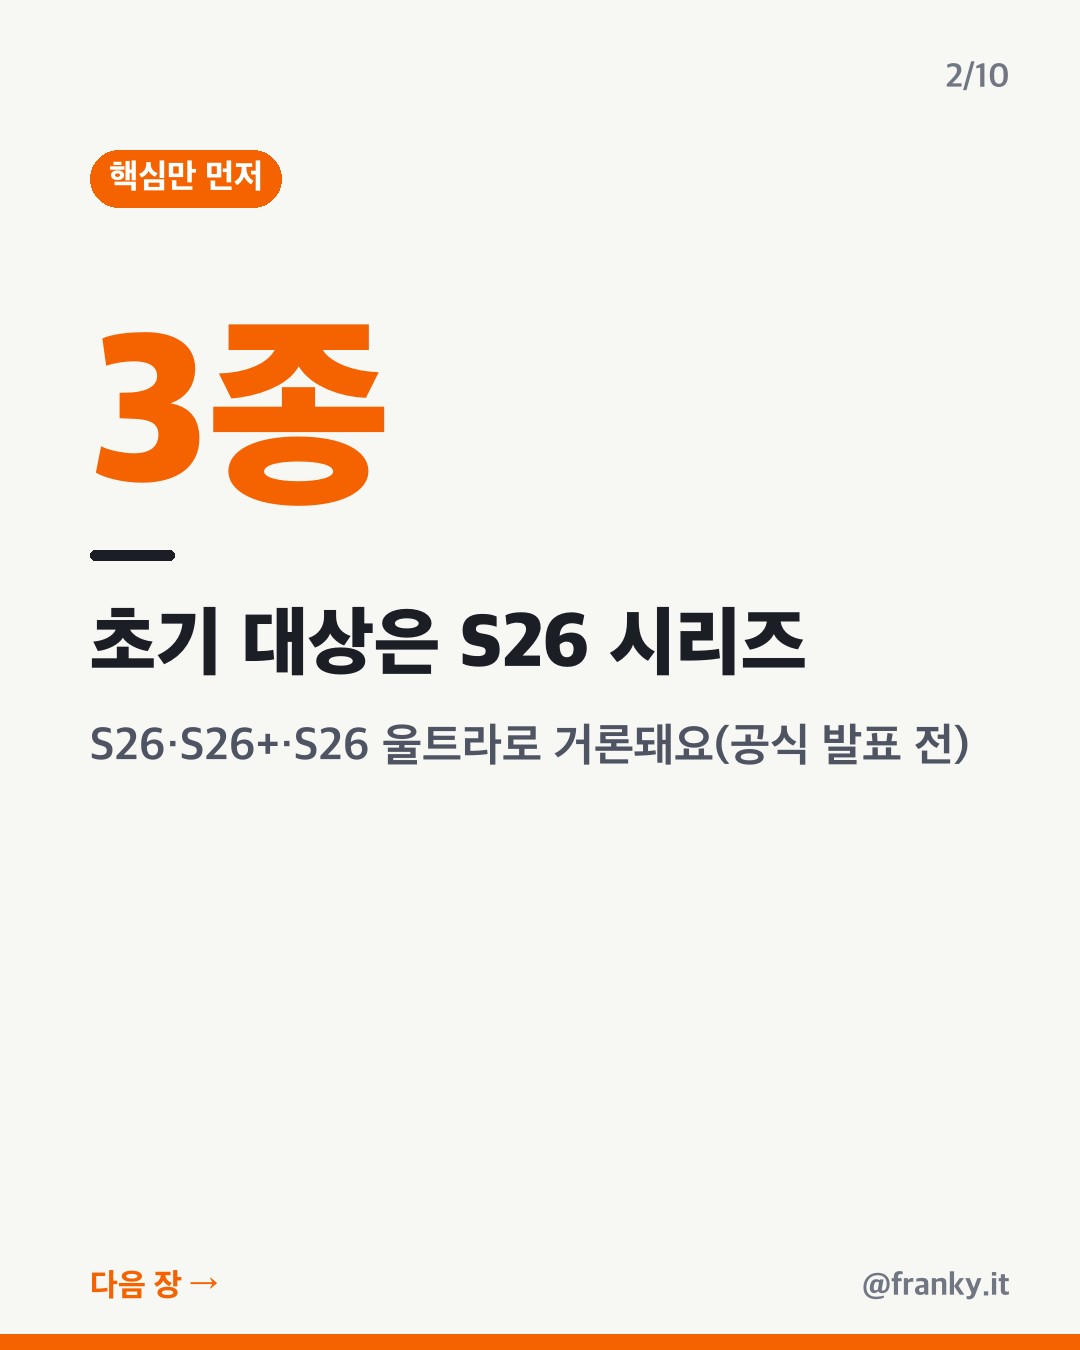 2/10
핵심만 먼저
3종
초기 대상은 S26 시리즈
S26·S26+·S26 울트라로 거론돼요(공식 발표 전)
다음 장 →
@franky.it